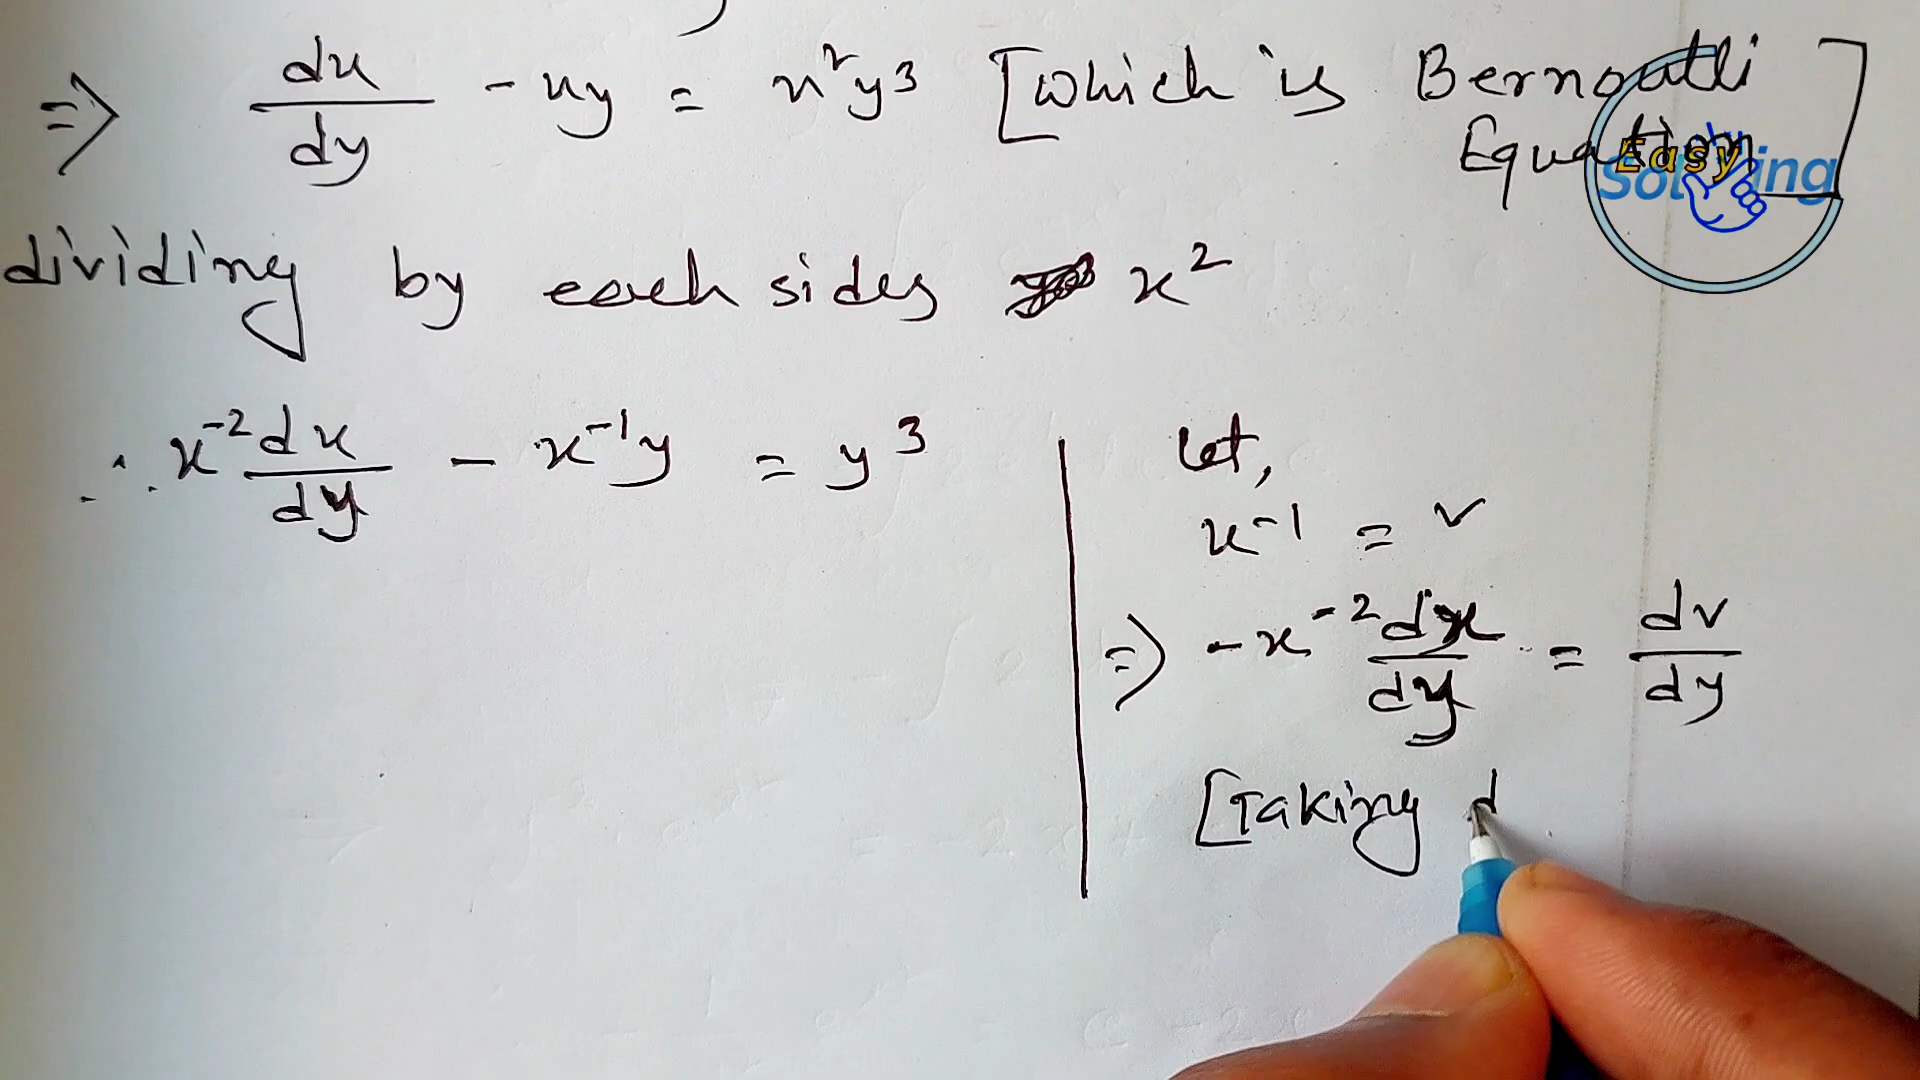 => dx/dy - xy = x²y³ [which is Bernoulli
Equation]
Easy
Solving
dividing by each sides x²
∴ x⁻² dx/dy - x⁻¹y = y³
Let,
x⁻¹ = v
=> -x⁻² dx/dy = dv/dy
[Taking d